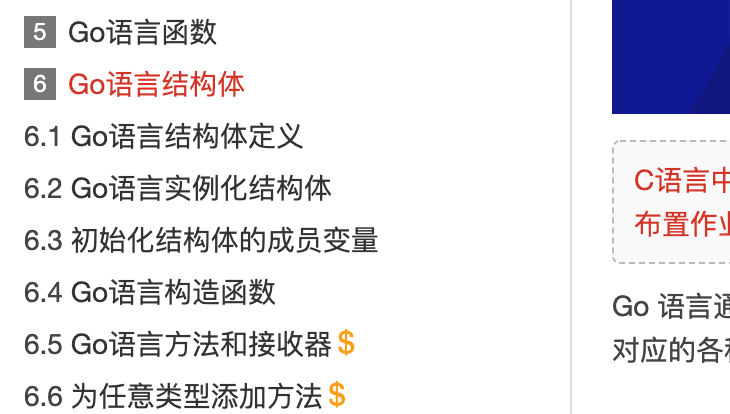 5 Go语言函数
6 Go语言结构体
6.1 Go语言结构体定义
6.2 Go语言实例化结构体
6.3 初始化结构体的成员变量
6.4 Go语言构造函数
6.5 Go语言方法和接收器 $
6.6 为任意类型添加方法 $
C语言中
布置作业
Go 语言通
对应的各种